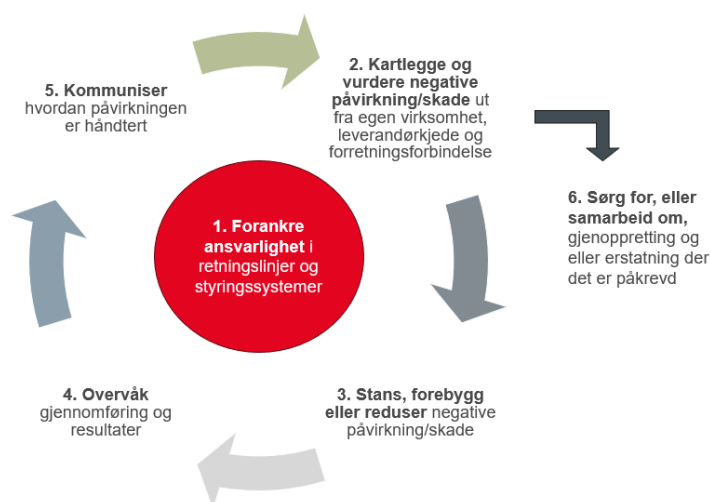 1. Forankre
ansvarlighet i
retningslinjer og
styringssystemer
2. Kartlegge og
vurdere negative
påvirkning/skade ut
fra egen virksomhet,
leverandørkjede og
forretningsforbindelse
3. Stans, forebygg
eller reduser negative
påvirkning/skade
4. Overvåk
gjennomføring og
resultater
5. Kommuniser
hvordan påvirkningen
er håndtert
6. Sørg for, eller
samarbeid om,
gjenoppretting og
eller erstatning der
det er påkrevd